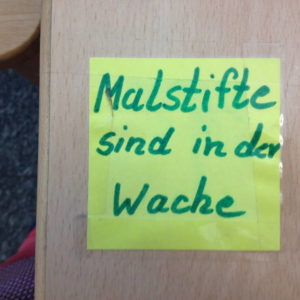 Malstifte
sind in der
Wache